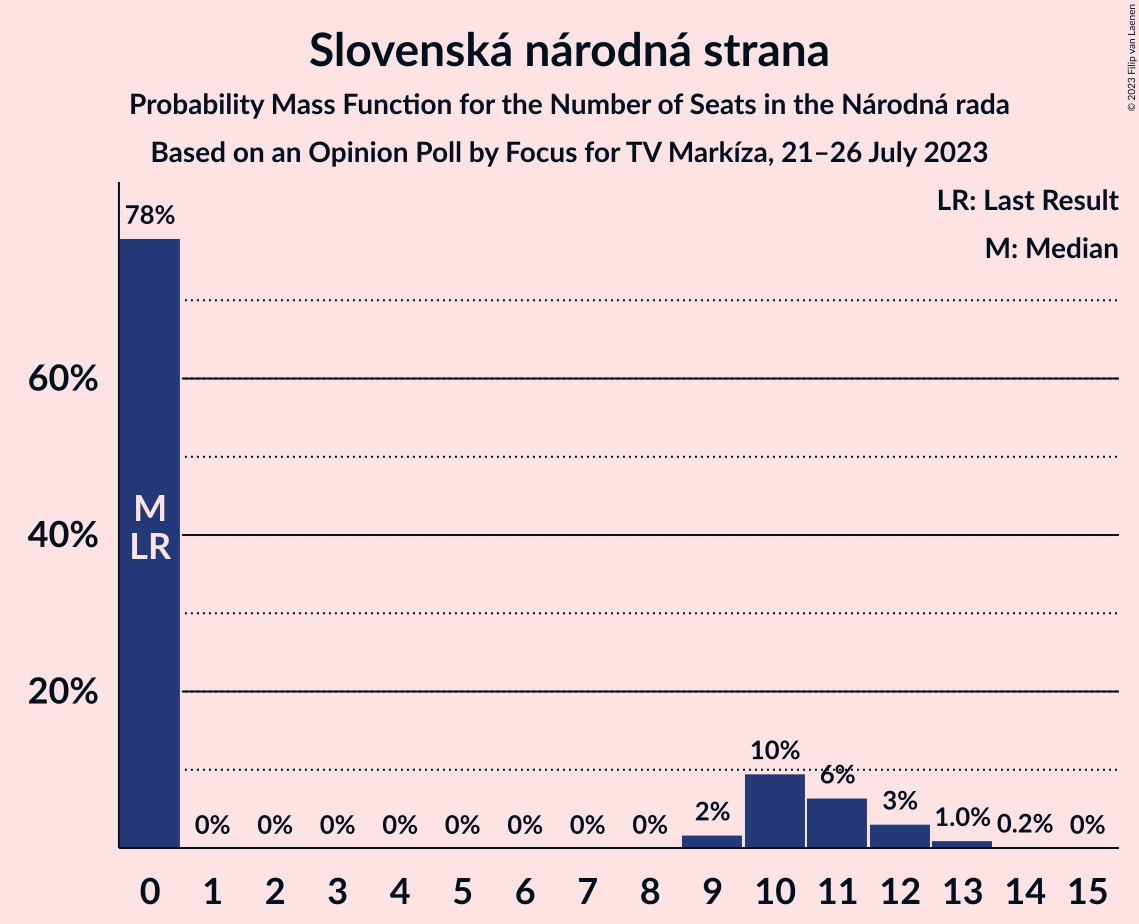 Slovenská národná strana
Probability Mass Function for the Number of Seats in the Národná rada
Based on an Opinion Poll by Focus for TV Markíza, 21–26 July 2023
© 2023 Filip van Laenen
LR: Last Result
M: Median
78%
60%
40%
20%
M
LR
0% 0% 0% 0% 0% 0% 0% 0% 2% 10% 6% 3% 1.0% 0.2% 0%
0 1 2 3 4 5 6 7 8 9 10 11 12 13 14 15